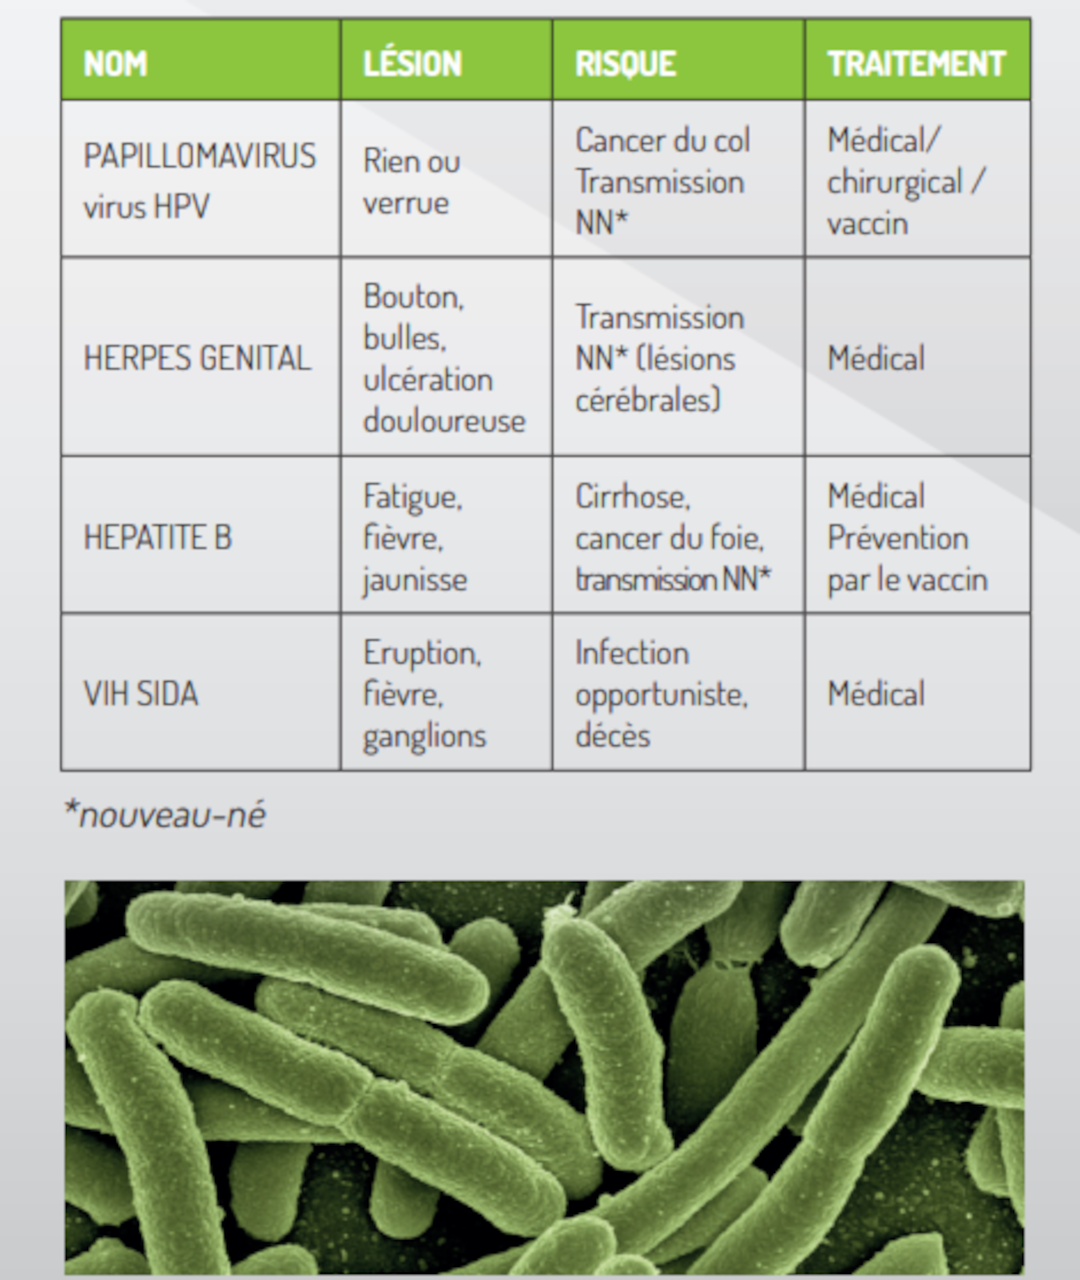 NOM LÉSION RISQUE TRAITEMENT
PAPILLOMAVIRUS
virus HPV
Rien ou
verrue
Cancer du col
Transmission
NN*
Médical/
chirurgical /
vaccin
HERPES GENITAL
Bouton,
bulles,
ulcération
douloureuse
Transmission
NN* (lésions
cérébrales)
Médical
HEPATITE B
Fatigue,
fièvre,
jaunisse
Cirrhose,
cancer du foie,
transmission NN*
Médical
Prévention
par le vaccin
VIH SIDA
Eruption,
fièvre,
ganglions
Infection
opportuniste,
décès
Médical
*nouveau-né